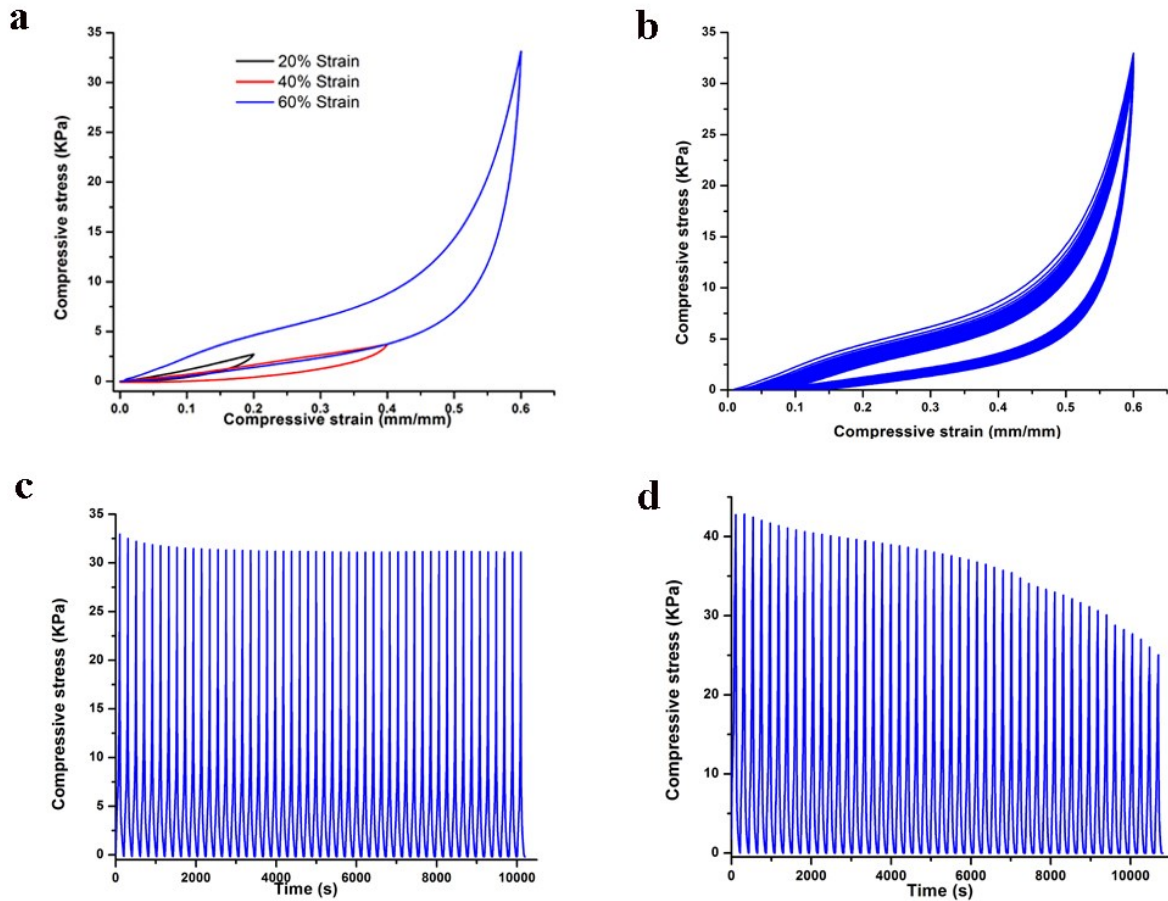 a
35
30
25
20
15
10
5
0
Compressive stress (KPa)
20% Strain
40% Strain
60% Strain
0.0 0.1 0.2 0.3 0.4 0.5 0.6
Compressive strain (mm/mm)
b
35
30
25
20
15
10
5
0
Compressive stress (KPa)
0.0 0.1 0.2 0.3 0.4 0.5 0.6
Compressive strain (mm/mm)
c
35
30
25
20
15
10
5
0
Compressive stress (KPa)
0 2000 4000 6000 8000 10000
Time (s)
d
40
30
20
10
0
Compressive stress (KPa)
0 2000 4000 6000 8000 10000
Time (s)